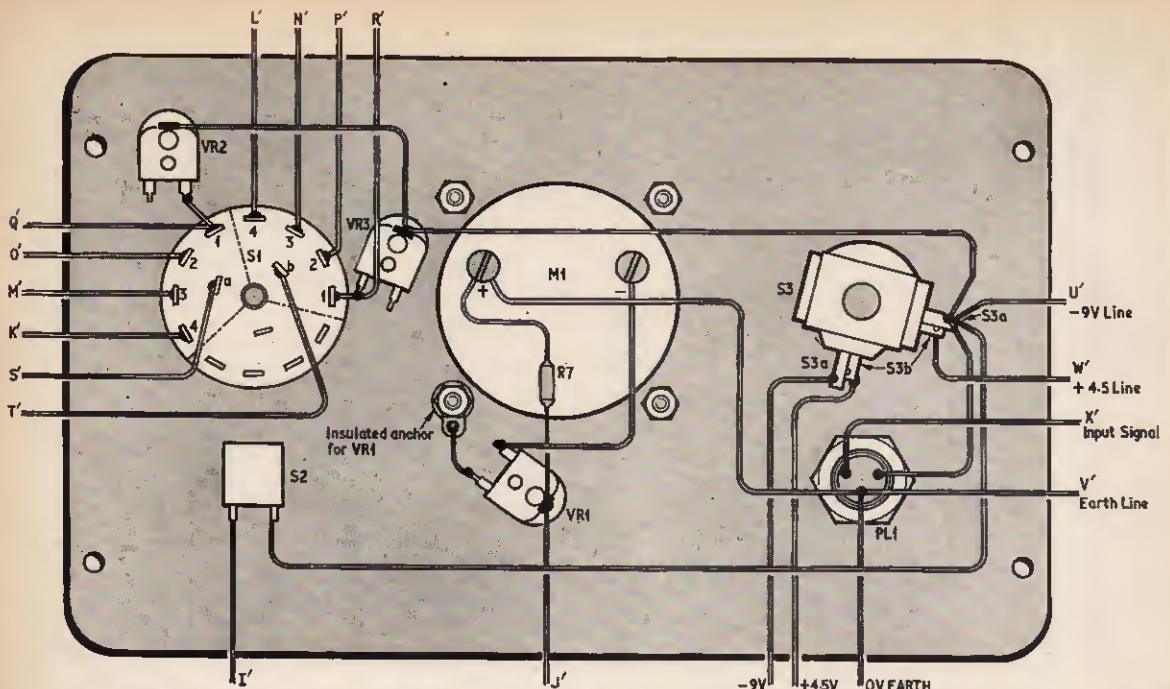 L' N' P' R'
VR2
Q'
O'
M'
K'
S'
T'
4
1
3
2
S1
2
a
b
3
1
4
VR3
M1
+
-
R7
Insulated anchor
for VR1
VR1
S2
S3
S3a
S3a
S3b
U'
-9V Line
W'
+ 4·5 Line
X'
Input Signal
V'
Earth Line
PL1
I'
J'
-9V
+4·5V
0V EARTH